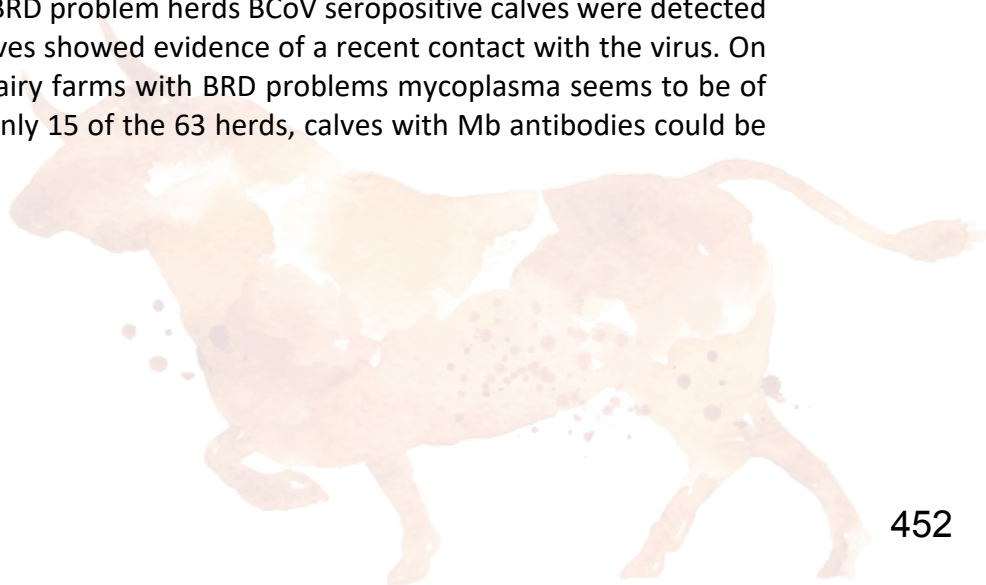 BRD problem herds BCoV seropositive calves were detected
ves showed evidence of a recent contact with the virus. On
airy farms with BRD problems mycoplasma seems to be of
nly 15 of the 63 herds, calves with Mb antibodies could be
452